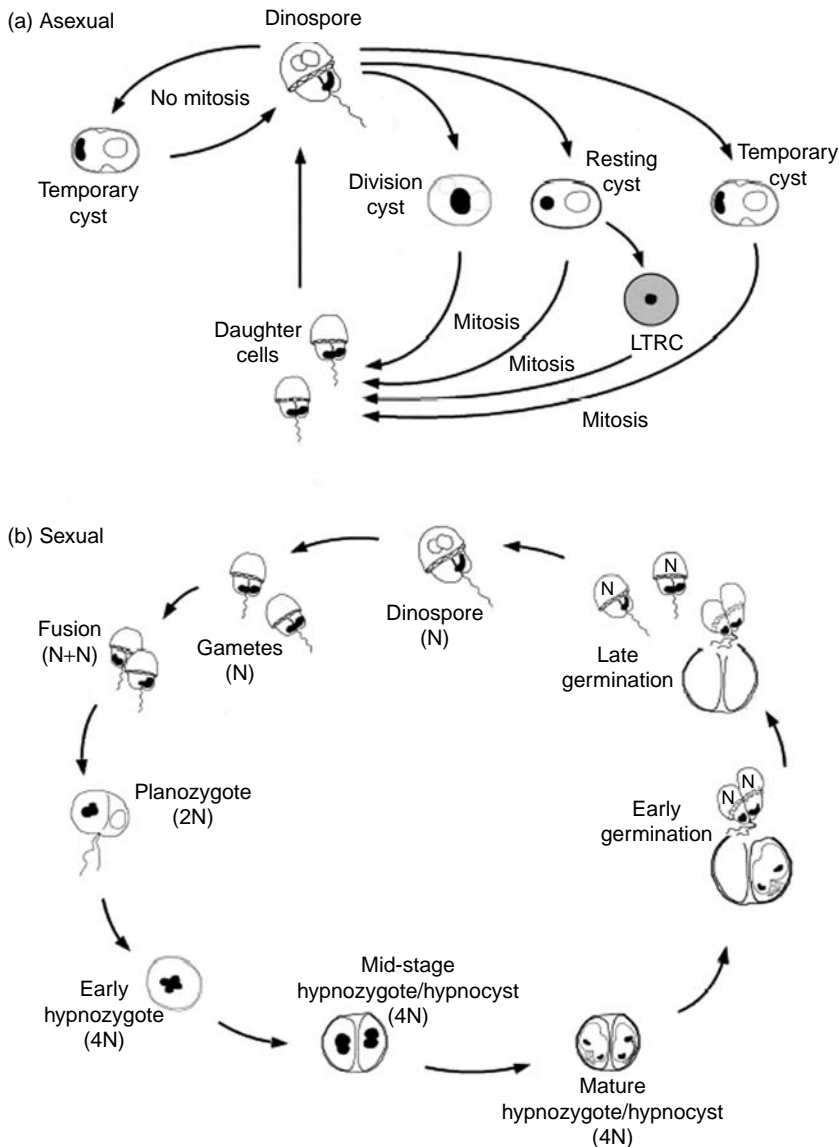 (a) Asexual
Dinospore
No mitosis
Temporary
cyst
Division
cyst
Resting
cyst
Temporary
cyst
LTRC
Daughter
cells
Mitosis
Mitosis
Mitosis
(b) Sexual
Dinospore
(N)
Gametes
(N)
Fusion
(N+N)
Planozygote
(2N)
Early
hypnozygote
(4N)
Mid-stage
hypnozygote/hypnocyst
(4N)
Mature
hypnozygote/hypnocyst
(4N)
N
N
Early
germination
N
N
Late
germination